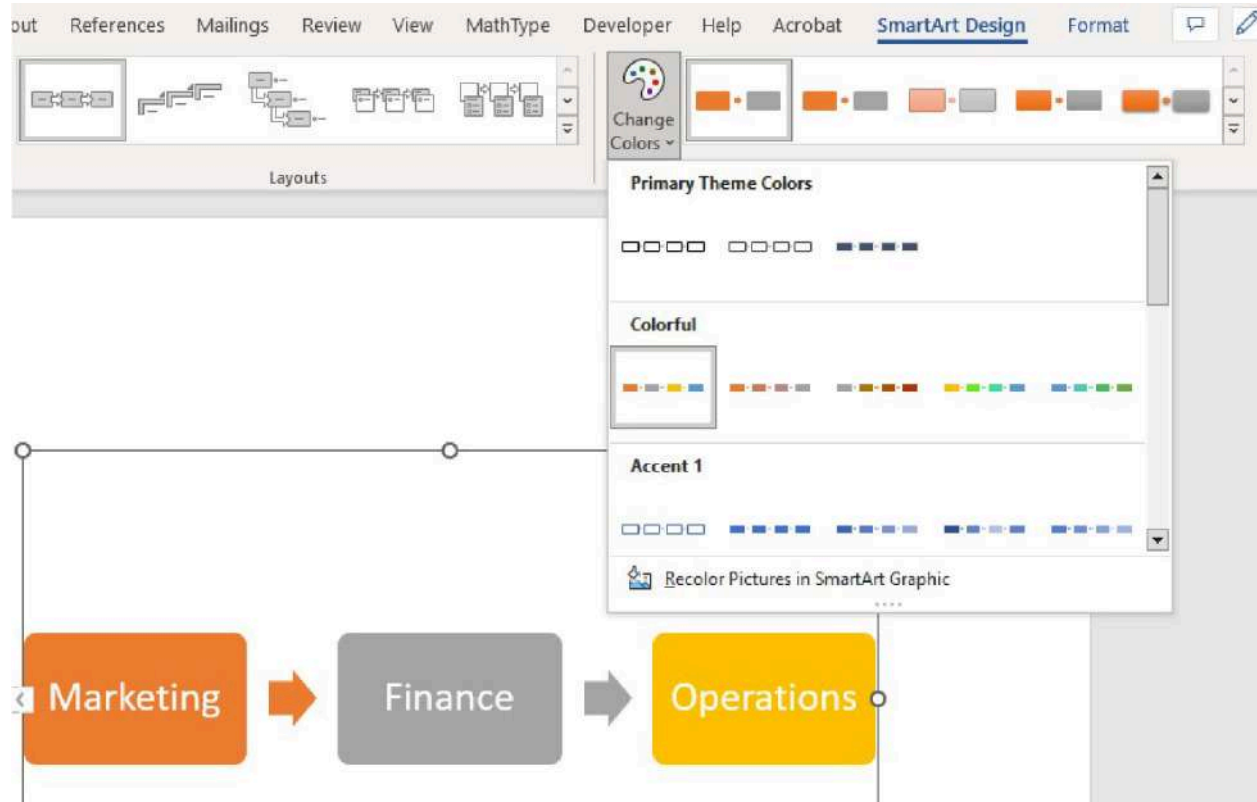 out References Mailings Review View MathType Developer Help Acrobat SmartArt Design Format
Change
Colors
Layouts
Primary Theme Colors
Colorful
Accent 1
Recolor Pictures in SmartArt Graphic
Marketing Finance Operations